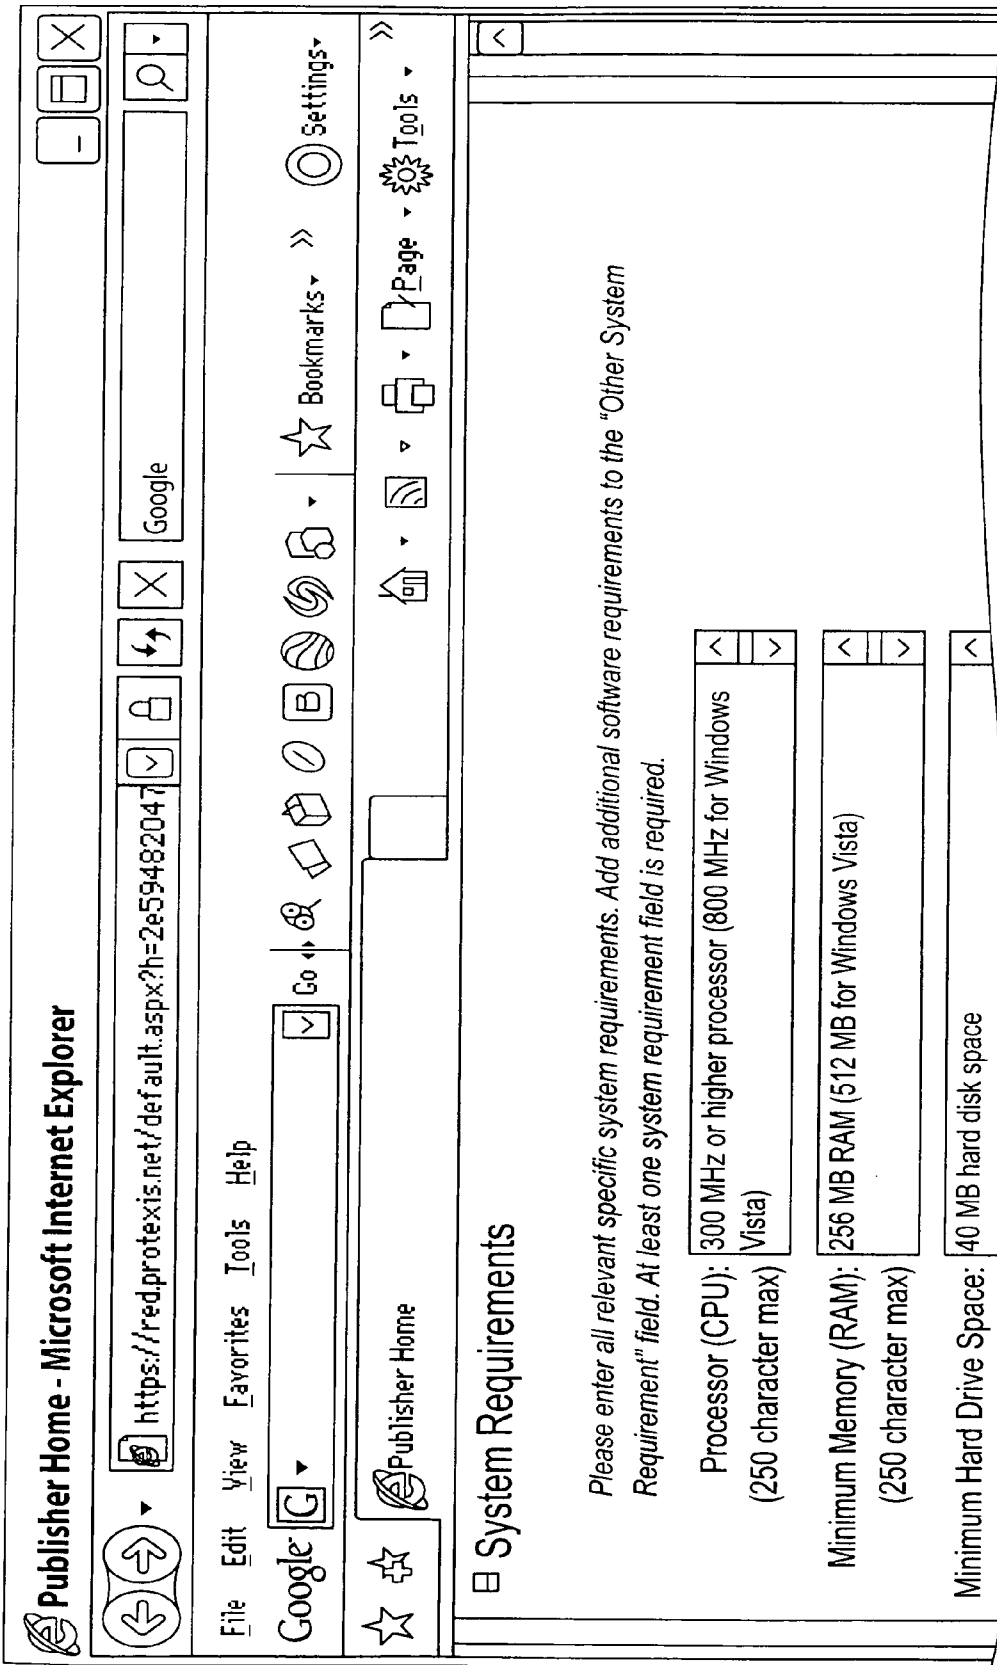 Publisher Home - Microsoft Internet Explorer
https://red.protexis.net/default.aspx?h=2e59482047
Google
File Edit View Favorites Tools Help
Google G Go B Bookmarks Settings
Publisher Home
Page Tools
System Requirements
Please enter all relevant specific system requirements. Add additional software requirements to the "Other System
Requirement" field. At least one system requirement field is required.
Processor (CPU): 300 MHz or higher processor (800 MHz for Windows
(250 character max) Vista)
Minimum Memory (RAM): 256 MB RAM (512 MB for Windows Vista)
(250 character max)
Minimum Hard Drive Space: 40 MB hard disk space